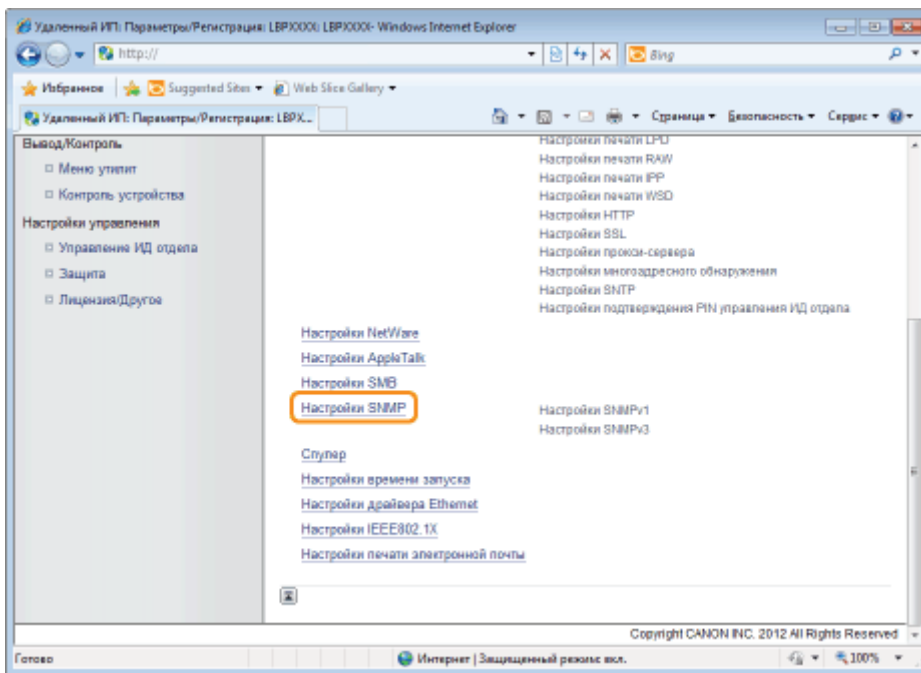 Удаленный ИП: Параметры/Регистрация: LBPXXXX: LBPXXXX- Windows Internet Explorer
http://
Bing
Избранное Suggested Sites Web Slice Gallery
Удаленный ИП: Параметры/Регистрация: LBPX...
Страница Безопасность Сервис
Вывод/Контроль
Меню утилит
Контроль устройства
Настройки управления
Управление ИД отдела
Защита
Лицензия/Другое
Настройки печати LPD
Настройки печати RAW
Настройки печати IPP
Настройки печати WSD
Настройки HTTP
Настройки SSL
Настройки прокси-сервера
Настройки многоадресного обнаружения
Настройки SNTP
Настройки подтверждения PIN управления ИД отдела
Настройки NetWare
Настройки AppleTalk
Настройки SMB
Настройки SNMP
Настройки SNMPv1
Настройки SNMPv3
Спулер
Настройки времени запуска
Настройки драйвера Ethernet
Настройки IEEE802.1X
Настройки печати электронной почты
Copyright CANON INC. 2012 All Rights Reserved
Готово
Интернет | Защищенный режим: вкл.
100%